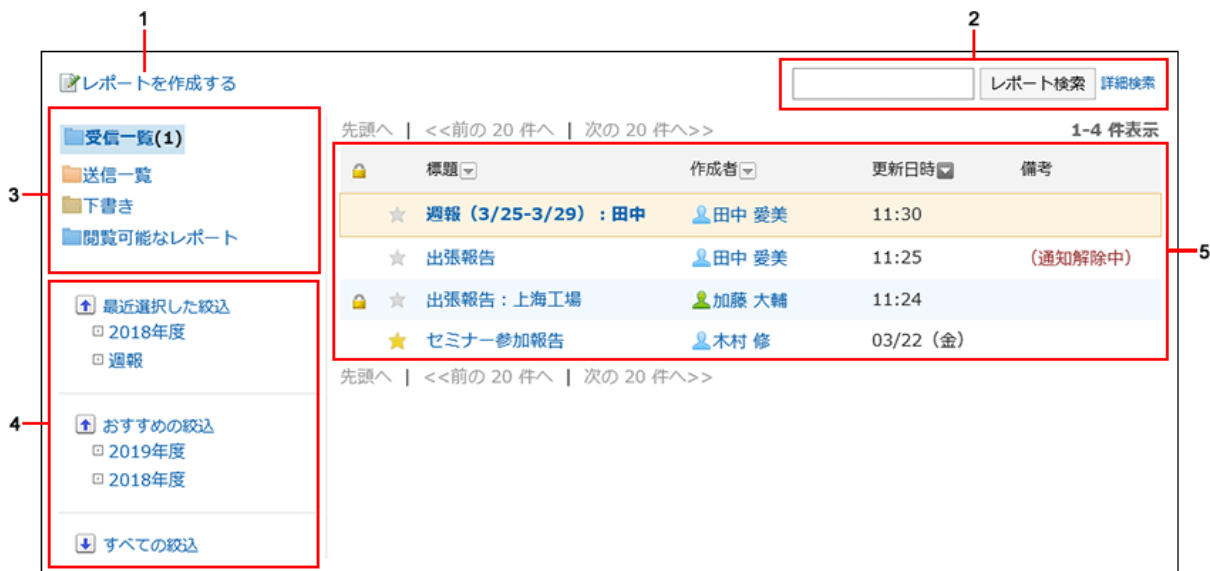 1
2
レポートを作成する
レポート検索 詳細検索
3
受信一覧(1)
送信一覧
下書き
閲覧可能なレポート
4
最近選択した絞込
2018年度
週報
おすすめの絞込
2019年度
2018年度
すべての絞込
先頭へ | <<前の 20 件へ | 次の 20 件へ>> 1-4 件表示
5
標題 作成者 更新日時 備考
週報（3/25-3/29）：田中 田中 愛美 11:30
出張報告 田中 愛美 11:25 （通知解除中）
出張報告：上海工場 加藤 大輔 11:24
セミナー参加報告 木村 修 03/22（金）
先頭へ | <<前の 20 件へ | 次の 20 件へ>>